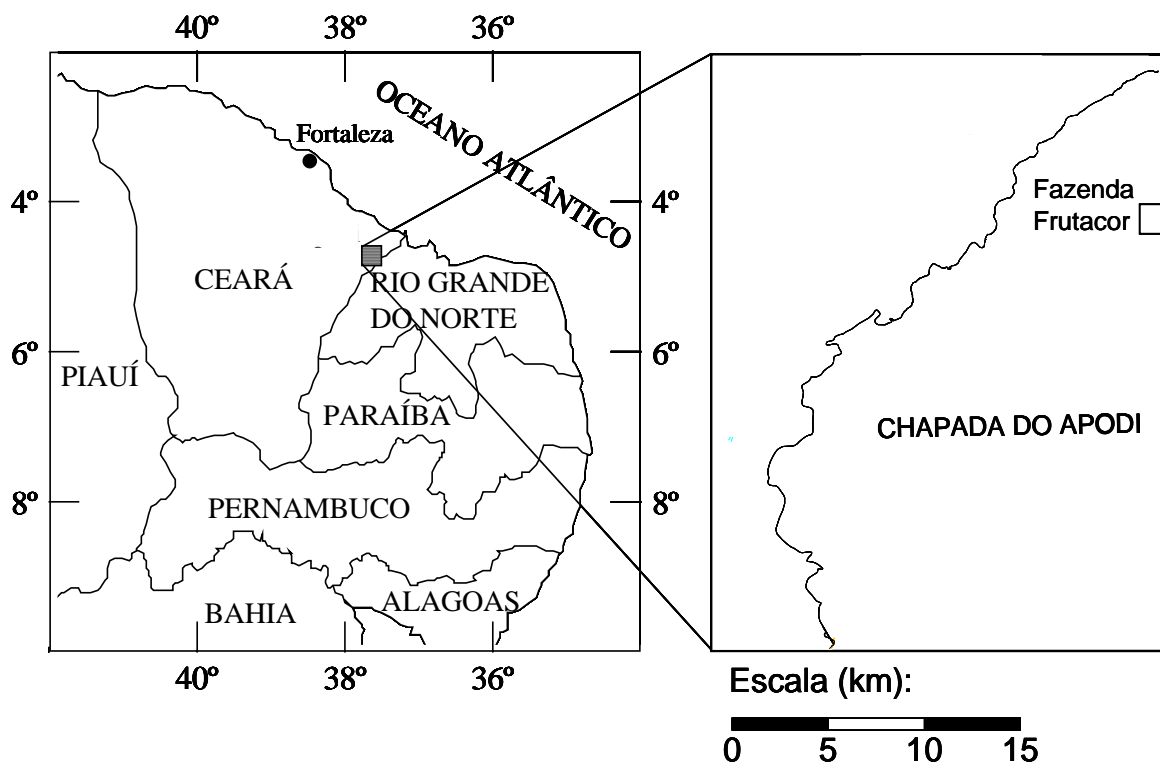 40º 38º 36º
OCEANO ATLÂNTICO
Fortaleza
4º 4º
Fazenda
Frutacor
CEARÁ
RIO GRANDE
DO NORTE
6º 6º
PIAUÍ
PARAÍBA
CHAPADA DO APODI
8º 8º
PERNAMBUCO
ALAGOAS
BAHIA
40º 38º 36º
Escala (km):
0 5 10 15